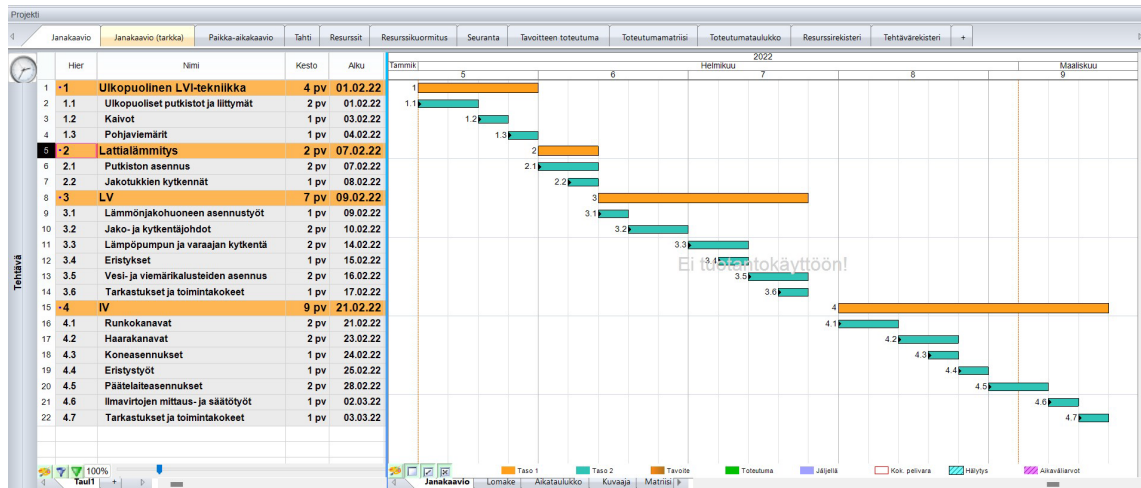 Projekti
Janakaavio Janakaavio (tarkka) Paikka-aikakaavio Tahti Resurssit Resurssikuormitus Seuranta Tavoitteen toteutuma Toteutumamatriisi Toteutumataulukko Resurssirekisteri Tehtävärekisteri +
2022
Hier Nimi Kesto Alku Tammik Helmikuu Maaliskuu
5 6 7 8 9
1 -1 Ulkopuolinen LVI-tekniikka 4 pv 01.02.22 1
2 1.1 Ulkopuoliset putkistot ja liittymät 2 pv 01.02.22 1.1
3 1.2 Kaivot 1 pv 03.02.22 1.2
4 1.3 Pohjaviemärit 1 pv 04.02.22 1.3
5 -2 Lattialämmitys 2 pv 07.02.22 2
6 2.1 Putkiston asennus 2 pv 07.02.22 2.1
7 2.2 Jakotukkien kytkennät 1 pv 08.02.22 2.2
8 -3 LV 7 pv 09.02.22 3
9 3.1 Lämmönjakohuoneen asennustyöt 1 pv 09.02.22 3.1
10 3.2 Jako- ja kytkentäjohdot 2 pv 10.02.22 3.2
11 3.3 Lämpöpumpun ja varaajan kytkentä 2 pv 14.02.22 3.3
12 3.4 Eristykset 1 pv 15.02.22 3.4
Ei tuotantokäyttöön!
13 3.5 Vesi- ja viemärikalusteiden asennus 2 pv 16.02.22 3.5
14 3.6 Tarkastukset ja toimintakokeet 1 pv 17.02.22 3.6
15 -4 IV 9 pv 21.02.22 4
16 4.1 Runkokanavat 2 pv 21.02.22 4.1
17 4.2 Haarakanavat 2 pv 23.02.22 4.2
18 4.3 Koneasennukset 1 pv 24.02.22 4.3
19 4.4 Eristystyöt 1 pv 25.02.22 4.4
20 4.5 Päätelaiteasennukset 2 pv 28.02.22 4.5
21 4.6 Ilmavirtojen mittaus- ja säätötyöt 1 pv 02.03.22 4.6
22 4.7 Tarkastukset ja toimintakokeet 1 pv 03.03.22 4.7
Tehtävä
100% Taso 1 Taso 2 Tavoite Toteutuma Jäljellä Kok. pelivara Hälytys Aikaväliarvot
Taul1 + Janakaavio Lomake Aikataulukko Kuvaaja Matriisi